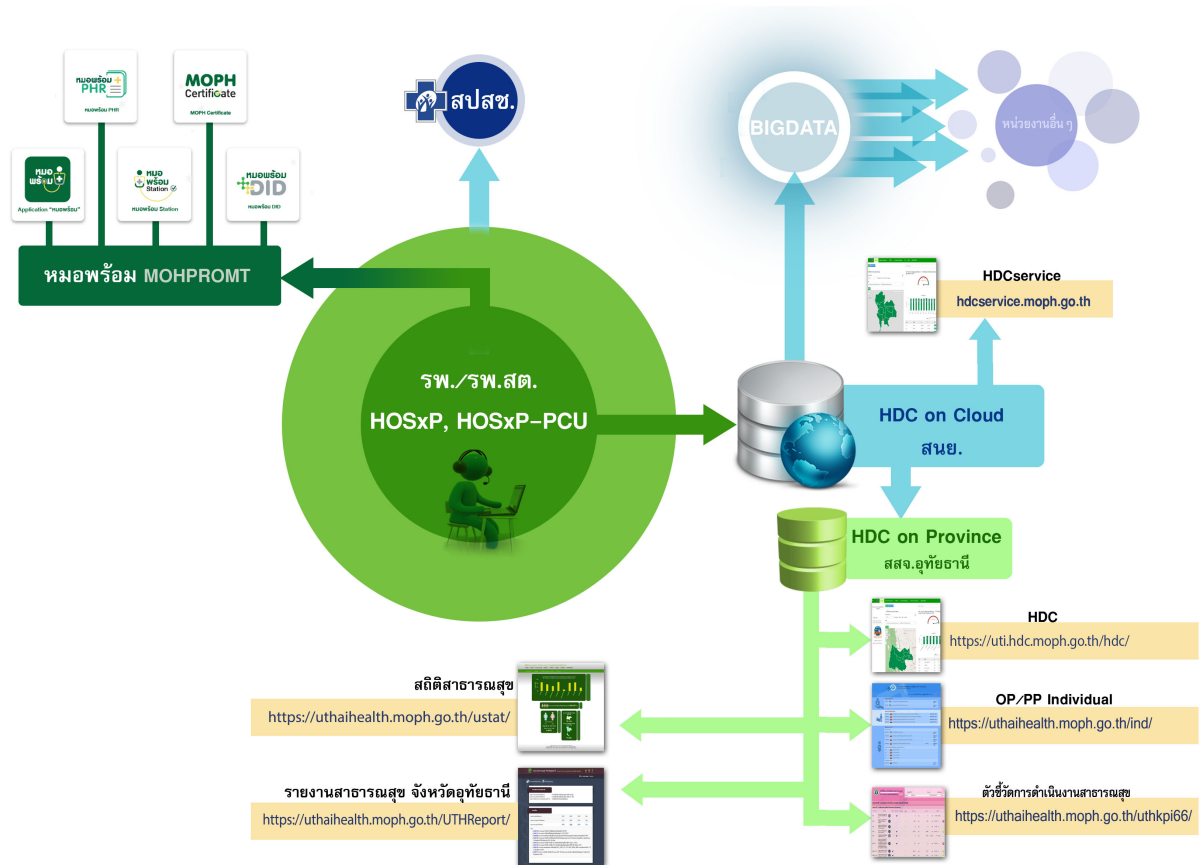 หมอพร้อม
PHR
หมอพร้อม PHR
MOPH
Certificate
MOPH Certificate
หมอ
พร้อม
Application "หมอพร้อม"
หมอ
พร้อม
Station
หมอพร้อม Station
หมอพร้อม
DID
หมอพร้อม DID
หมอพร้อม MOHPROMT
สปสช.
BIGDATA
หน่วยงานอื่น ๆ
HDCservice
hdcservice.moph.go.th
รพ./รพ.สต.
HOSxP, HOSxP-PCU
HDC on Cloud
สนย.
HDC on Province
สสจ.อุทัยธานี
HDC
https://uti.hdc.moph.go.th/hdc/
สถิติสาธารณสุข
https://uthaihealth.moph.go.th/ustat/
OP/PP Individual
https://uthaihealth.moph.go.th/ind/
รายงานสาธารณสุข จังหวัดอุทัยธานี
https://uthaihealth.moph.go.th/UTHReport/
ชี้วัดการดำเนินงานสาธารณสุข
https://uthaihealth.moph.go.th/uthkpi66/